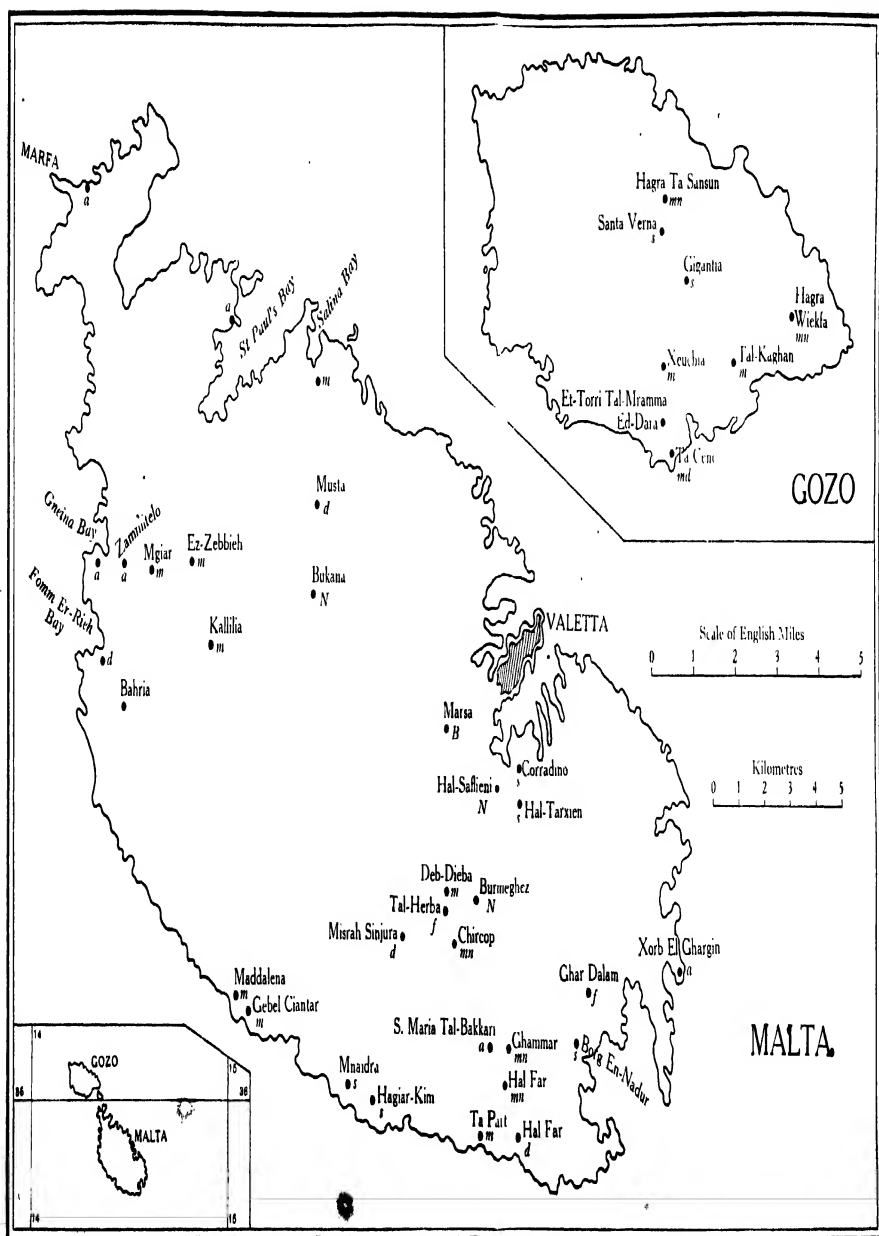 MARFA
a
a
St Paul's Bay
Salina Bay
m
Musta
d
Gneina Bay
a
Zammitelo
a
Mgiar
m
Ez-Zebbieh
m
Bukana
N
Fomm Er-Rieh
Bay
d
Kallilia
m
Bahria
VALETTA
Marsa
B
Corradino
s
Hal-Saflieni
N
Hal-Tarxien
s
Deb-Dieba
m
Burmeghez
N
Tal-Herba
f
Misrah Sinjura
d
Chircop
mn
Xorb El Ghargin
a
Ghar Dalam
f
Maddalena
m
Gebel Ciantar
m
S. Maria Tal-Bakkari
a
Ghammar
mn
Borg En-Nadur
s
Hal Far
mn
Mnaidra
s
Hagiar-Kim
s
m
Hal Far
d
MALTA
Hagra Ta Sansun
mn
Santa Verna
s
Gigantia
s
Hagra
Wiekfa
mn
Xeuchia
m
Tal-Kaghan
m
Et-Torri Tal-Mramma
Ed-Dara
md
GOZO
Scale of English Miles
0 1 2 3 4 5
Kilometres
0 1 2 3 4 5
14
15
GOZO
36
36
MALTA
14
15